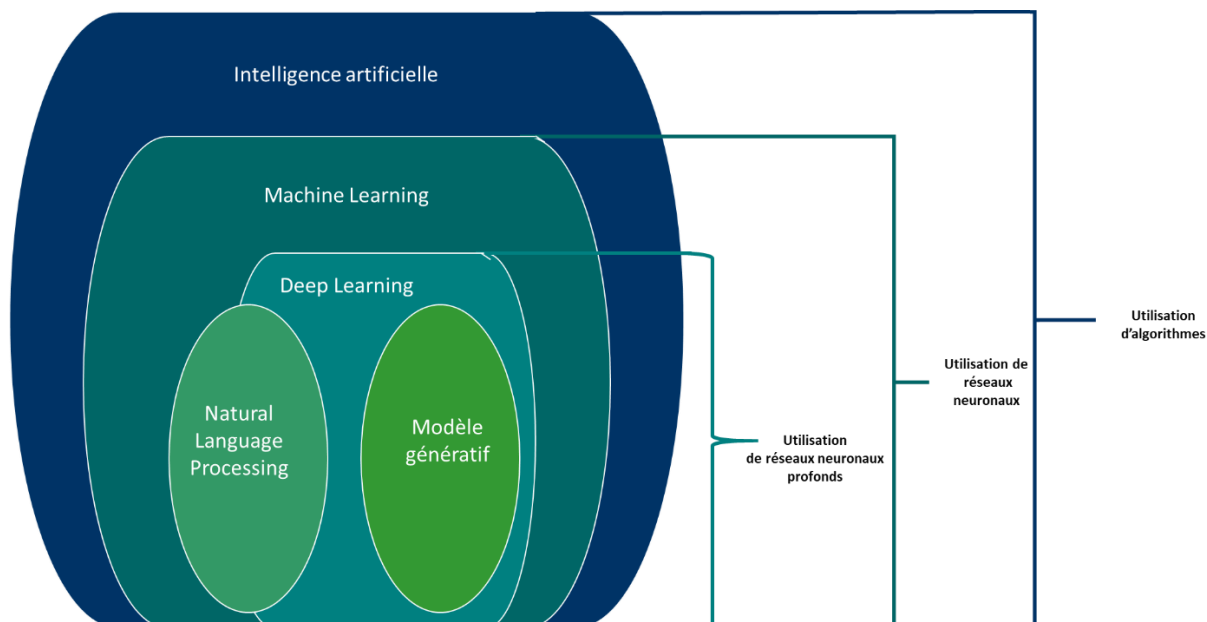 Intelligence artificielle
Machine Learning
Deep Learning
Natural
Language
Processing
Modèle
génératif
Utilisation
de réseaux neuronaux
profonds
Utilisation de
réseaux
neuronaux
Utilisation
d’algorithmes